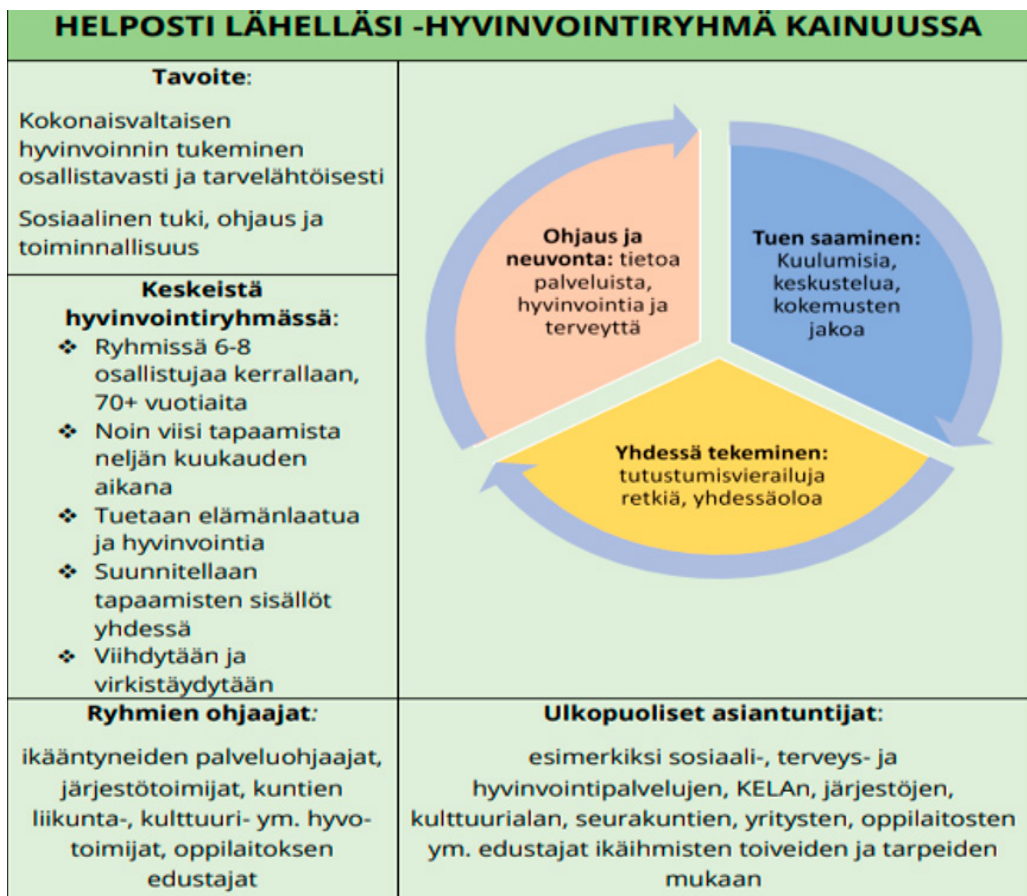 HELPOSTI LÄHELLÄSI -HYVINVOINTIRYHMÄ KAINUUSSA
Tavoite:
Kokonaisvaltaisen
hyvinvoinnin tukeminen
osallistavasti ja tarvelähtöisesti
Sosiaalinen tuki, ohjaus ja
toiminnallisuus
Keskeistä
hyvinvointiryhmässä:
❖ Ryhmissä 6-8
osallistujaa kerrallaan,
70+ vuotiaita
❖ Noin viisi tapaamista
neljän kuukauden
aikana
❖ Tuetaan elämänlaatua
ja hyvinvointia
❖ Suunnitellaan
tapaamisten sisällöt
yhdessä
❖ Viihdytään ja
virkistäydytään
Ohjaus ja
neuvonta: tietoa
palveluista,
hyvinvointia ja
terveyttä
Tuen saaminen:
Kuulumisia,
keskustelua,
kokemusten
jakoa
Yhdessä tekeminen:
tutustumisvierailuja
retkiä, yhdessäoloa
Ryhmien ohjaajat:
ikääntyneiden palveluohjaajat,
järjestötoimijat, kuntien
liikunta-, kulttuuri- ym. hyvo-
toimijat, oppilaitoksen
edustajat
Ulkopuoliset asiantuntijat:
esimerkiksi sosiaali-, terveys- ja
hyvinvointipalvelujen, KELAn, järjestöjen,
kulttuurialan, seurakuntien, yritysten, oppilaitosten
ym. edustajat ikäihmisten toiveiden ja tarpeiden
mukaan